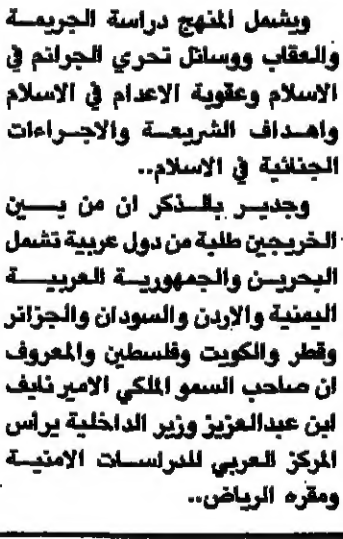 ويشمل المنهج دراسة الجريمة
والعقاب ووسائل تحري الجرائم في
الاسلام وعقوبة الاعدام في الاسلام
واهداف الشريعة والاجراءات
الجنائية في الاسلام..
وجدير بالذكر ان من بين
الخريجين طلبة من دول عربية تشمل
البحرين والجمهورية العربية
اليمنية والاردن والسودان والجزائر
وقطر والكويت وفلسطين والمعروف
ان صاحب السمو الملكي الامير نايف
ابن عبدالعزيز وزير الداخلية يرأس
المركز العربي للدراسات الامنية
ومقره الرياض..